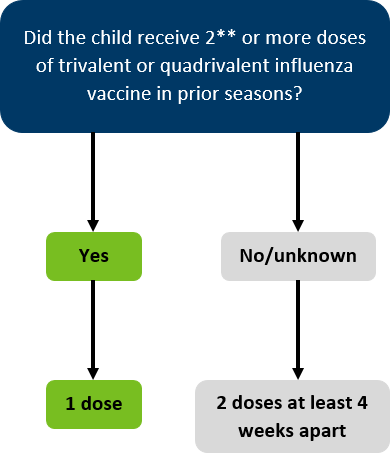 Did the child receive 2** or more doses
of trivalent or quadrivalent influenza
vaccine in prior seasons?
Yes
No/unknown
1 dose
2 doses at least 4
weeks apart